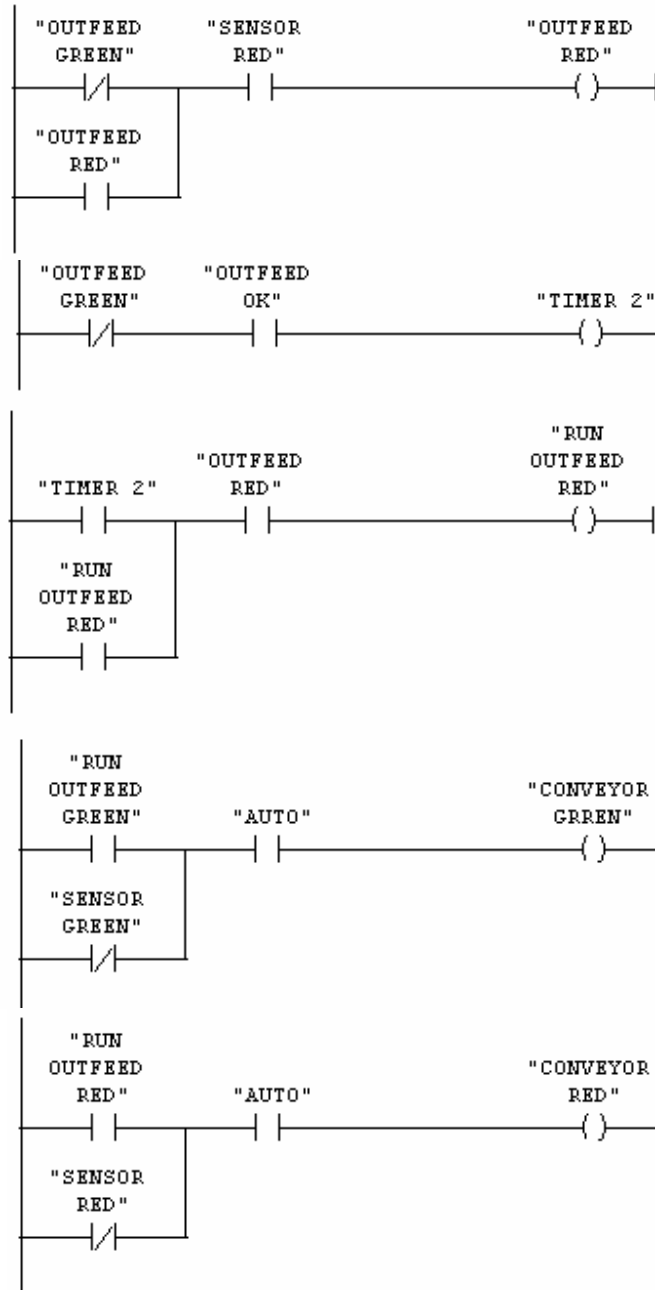 "OUTFEED "SENSOR "OUTFEED
GREEN" RED" RED"
"OUTFEED
RED"
"OUTFEED "OUTFEED
GREEN" OK" "TIMER 2"
"RUN
"OUTFEED OUTFEED
"TIMER 2" RED" RED"
"RUN
OUTFEED
RED"
"RUN
OUTFEED "CONVEYOR
GREEN" "AUTO" GRREN"
"SENSOR
GREEN"
"RUN
OUTFEED "CONVEYOR
RED" "AUTO" RED"
"SENSOR
RED"